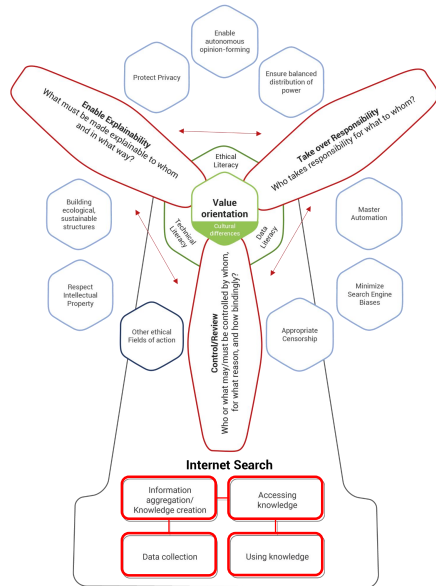 Enable
autonomous
opinion-forming
Protect Privacy
Ensure balanced
distribution of
power
Enable Explainability
What must be made explainable to whom
and in what way?
Take over Responsibility
Who takes responsibility for what to whom?
Ethical
Literacy
Value
orientation
Cultural
differences
Technical
Literacy
Data
Literacy
Building
ecological,
sustainable
structures
Master
Automation
Respect
Intellectual
Property
Minimize
Search Engine
Biases
Other ethical
Fields of action
Control/Review
Who or what may/must be controlled by whom,
for what reason, and how blindingly?
Appropriate
Censorship
Internet Search
Information
aggregation/
Knowledge creation
Accessing
knowledge
Data collection
Using knowledge